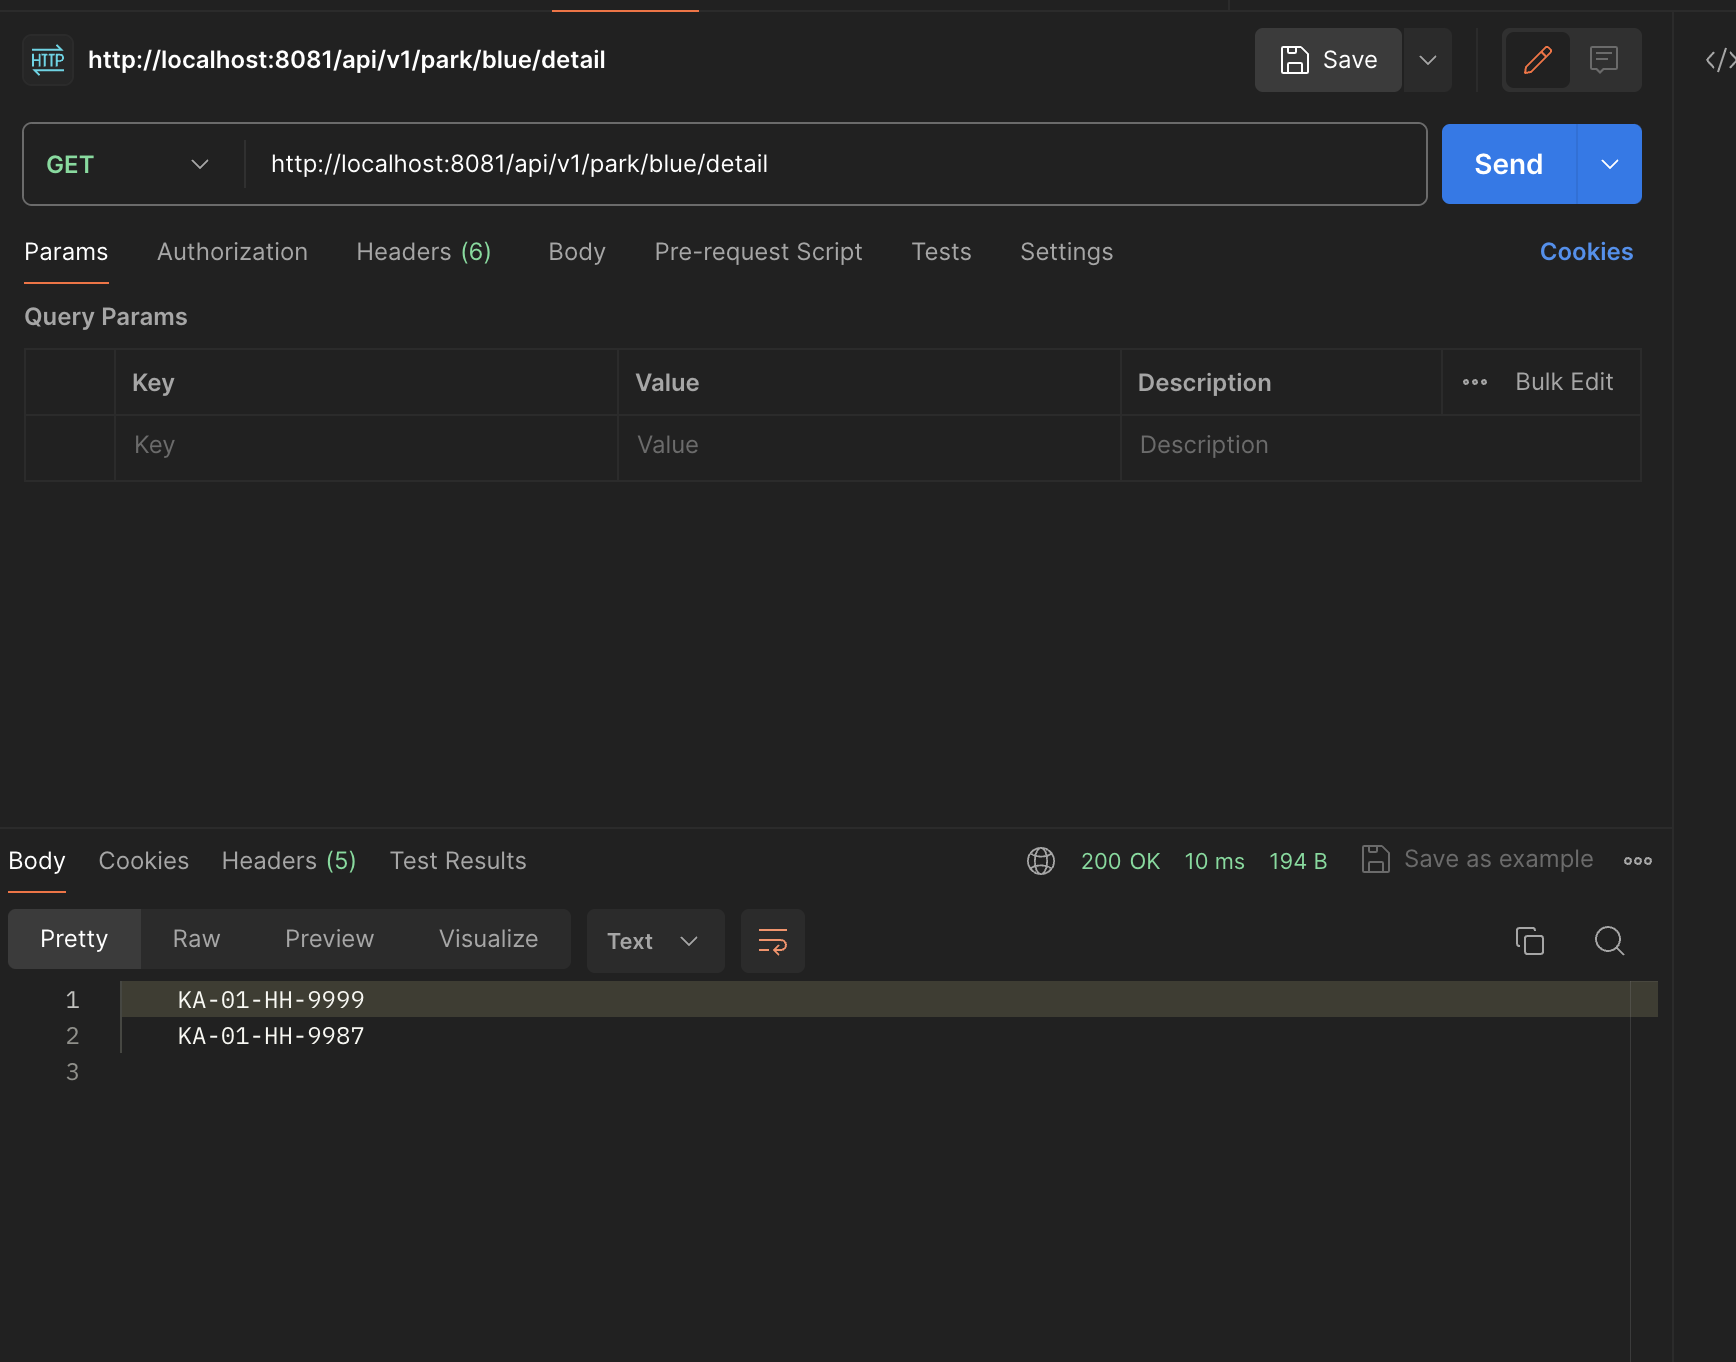 HTTP http://localhost:8081/api/v1/park/blue/detail Save
GET http://localhost:8081/api/v1/park/blue/detail Send
Params Authorization Headers (6) Body Pre-request Script Tests Settings Cookies
Query Params
Key Value Description Bulk Edit
Key Value Description
Body Cookies Headers (5) Test Results 200 OK 10 ms 194 B Save as example
Pretty Raw Preview Visualize Text
1 KA-01-HH-9999
2 KA-01-HH-9987
3